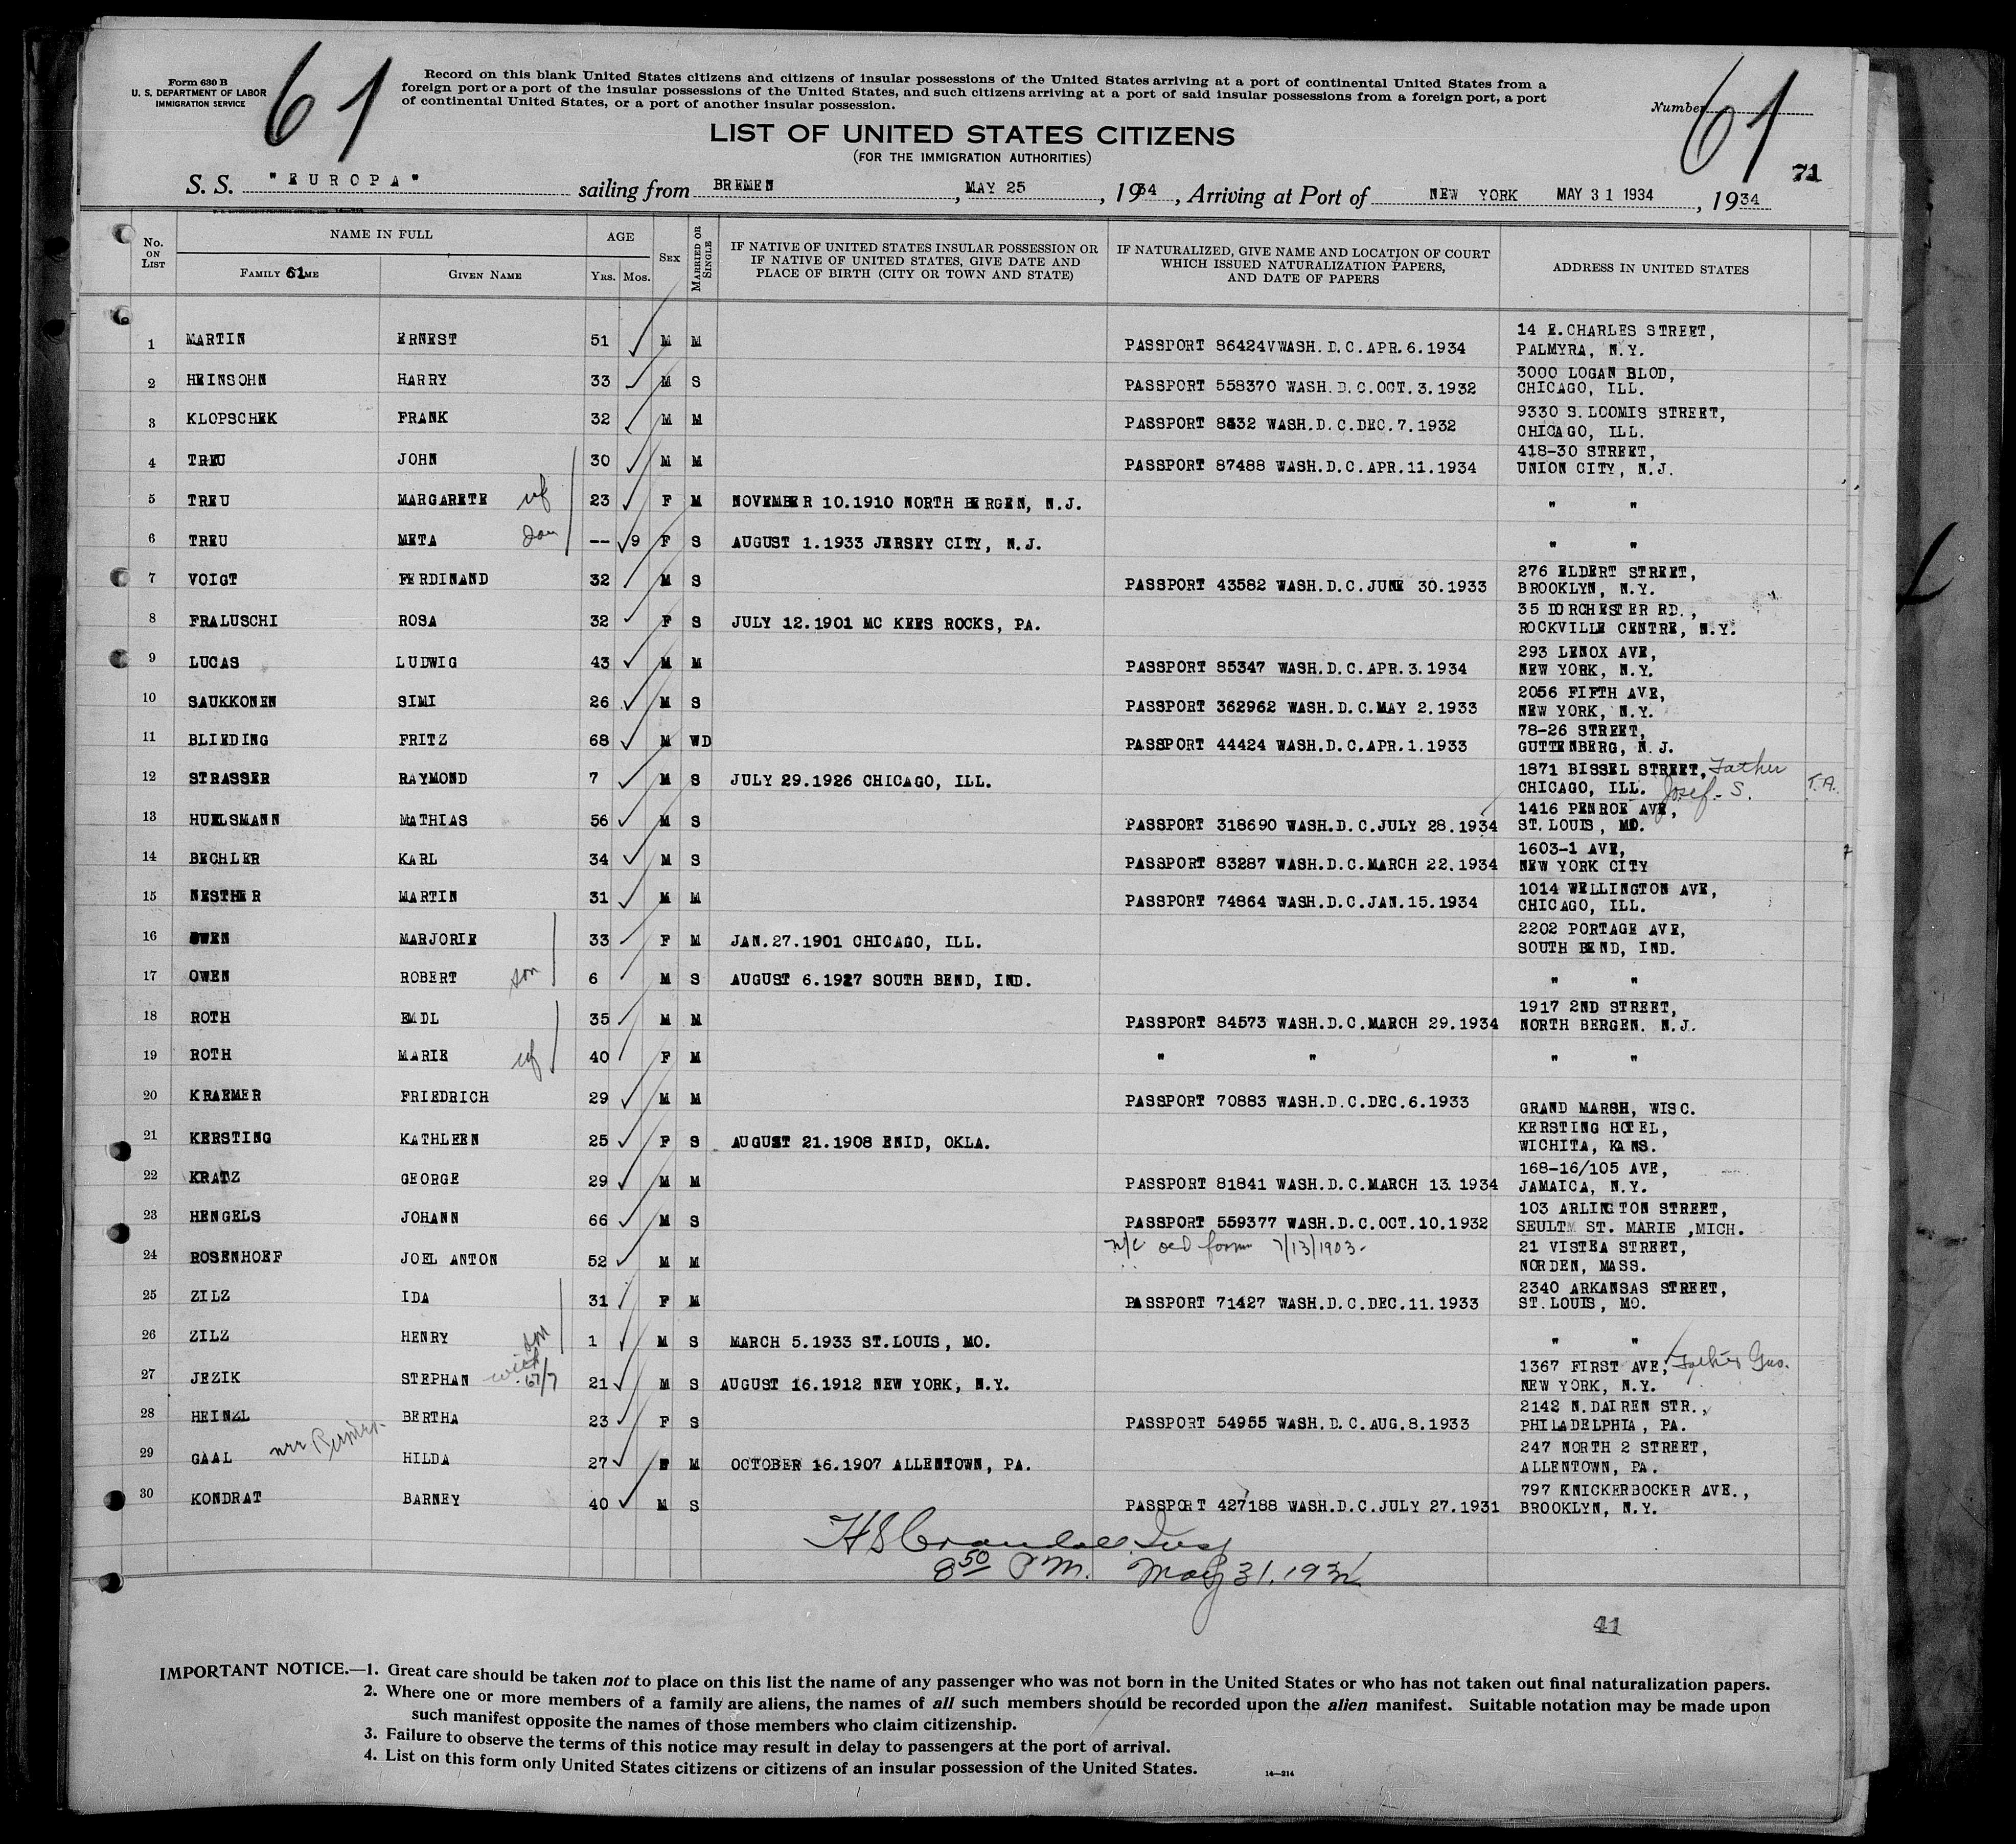 Form 630 B
U. S. DEPARTMENT OF LABOR
IMMIGRATION SERVICE
61
Record on this blank United States citizens and citizens of insular possessions of the United States arriving at a port of continental United States from a
foreign port or a port of the insular possessions of the United States, and such citizens arriving at a port of said insular possessions from a foreign port, a port
of continental United States, or a port of another insular possession.
Number 61
LIST OF UNITED STATES CITIZENS
(FOR THE IMMIGRATION AUTHORITIES)
71
S. S. "EUROPA" sailing from BREMEN, MAY 25, 1934, Arriving at Port of NEW YORK MAY 31 1934, 1934
No. ON LIST
NAME IN FULL
FAMILY NAME 61
GIVEN NAME
AGE
YRS. MOS.
SEX
MARRIED OR SINGLE
IF NATIVE OF UNITED STATES INSULAR POSSESSION OR
IF NATIVE OF UNITED STATES, GIVE DATE AND
PLACE OF BIRTH (CITY OR TOWN AND STATE)
IF NATURALIZED, GIVE NAME AND LOCATION OF COURT
WHICH ISSUED NATURALIZATION PAPERS,
AND DATE OF PAPERS
ADDRESS IN UNITED STATES
1 MARTIN ERNEST 51 M M PASSPORT 86424VWASH.D.C.APR.6.1934 14 E.CHARLES STREET,
PALMYRA, N.Y.
2 HEINSOHN HARRY 33 M S PASSPORT 558370 WASH.D.C.OCT.3.1932 3000 LOGAN BLOD,
CHICAGO, ILL.
3 KLOPSCHEK FRANK 32 M M PASSPORT 8832 WASH.D.C.DEC.7.1932 9330 S.LOOMIS STREET,
CHICAGO, ILL.
4 TREU JOHN 30 M M PASSPORT 87488 WASH.D.C.APR.11.1934 418-30 STREET,
UNION CITY, N.J.
5 TREU MARGARETE wf 23 F M NOVEMBER 10.1910 NORTH BERGEN, N.J. " "
6 TREU META dau -- 9 F S AUGUST 1.1933 JERSEY CITY, N.J. " "
7 VOIGT FERDINAND 32 M S PASSPORT 43582 WASH.D.C.JUNE 30.1933 276 ELDERT STREET,
BROOKLYN, N.Y.
8 FRALUSCHI ROSA 32 F S JULY 12.1901 MC KEES ROCKS, PA. 35 DORCHESTER RD.,
ROCKVILLE CENTRE, N.Y.
9 LUCAS LUDWIG 43 M M PASSPORT 85347 WASH.D.C.APR.3.1934 293 LENOX AVE,
NEW YORK, N.Y.
10 SAUKKONEN SIMI 26 M S PASSPORT 362962 WASH.D.C.MAY 2.1933 2056 FIFTH AVE,
NEW YORK, N.Y.
11 BLIEDING FRITZ 68 M WD PASSPORT 44424 WASH.D.C.APR.1.1933 78-26 STREET,
GUTTENBERG, N.J.
12 STRASSER RAYMOND 7 M S JULY 29.1926 CHICAGO, ILL. 1871 BISSEL STREET, Father
CHICAGO, ILL. Josef - S. T.A.
13 HUELSMANN MATHIAS 56 M S PASSPORT 318690 WASH.D.C.JULY 28.1934 1416 PENROE AVE,
ST.LOUIS, MO.
14 BECHLER KARL 34 M S PASSPORT 83287 WASH.D.C.MARCH 22.1934 1603-1 AVE,
NEW YORK CITY
15 NESTHER MARTIN 31 M M PASSPORT 74864 WASH.D.C.JAN.15.1934 1014 WELLINGTON AVE,
CHICAGO, ILL.
16 OWEN MARJORIE 33 F M JAN.27.1901 CHICAGO, ILL. 2202 PORTAGE AVE,
SOUTH BEND, IND.
17 OWEN ROBERT son 6 M S AUGUST 6.1927 SOUTH BEND, IND. " "
18 ROTH EMDL 35 M M PASSPORT 84573 WASH.D.C.MARCH 29.1934 1917 2ND STREET,
NORTH BERGEN. N.J.
19 ROTH MARIE wf 40 F M " " " "
20 KRAEMER FRIEDRICH 29 M M PASSPORT 70883 WASH.D.C.DEC.6.1933 GRAND MARSH, WISC.
21 KERSTING KATHLEEN 25 F S AUGUST 21.1908 ENID, OKLA. KERSTING HOTEL,
WICHITA, KANS.
22 KRATZ GEORGE 29 M M PASSPORT 81841 WASH.D.C.MARCH 13.1934 168-16/105 AVE,
JAMAICA, N.Y.
23 HENGELS JOHANN 66 M S PASSPORT 559377 WASH.D.C.OCT.10.1932 103 ARLINGTON STREET,
SEULTM ST. MARIE ,MICH.
24 ROSENHOEF JOEL ANTON 52 M M n/c old form 7/13/1903- 21 VISTEA STREET,
NORDEN, MASS.
25 ZILZ IDA 31 F M PASSPORT 71427 WASH.D.C.DEC.11.1933 2340 ARKANSAS STREET,
ST.LOUIS, MO.
26 ZILZ HENRY son 1 M S MARCH 5.1933 ST.LOUIS, MO. " "
27 JEZIK STEPHAN with 67/7 21 M S AUGUST 16.1912 NEW YORK, N.Y. 1367 FIRST AVE, Father Gus.
NEW YORK, N.Y.
28 HEINZL BERTHA 23 F S PASSPORT 54955 WASH.D.C.AUG.8.1933 2142 N.DAIREN STR.,
PHILADELPHIA, PA.
29 GAAL nee HILDA 27 F M OCTOBER 16.1907 ALLENTOWN, PA. 247 NORTH 2 STREET,
ALLENTOWN, PA.
30 KONDRAT BARNEY 40 M S PASSPORT 427188 WASH.D.C.JULY 27.1931 797 KNICKERBOCKER AVE.,
BROOKLYN, N.Y.
H S Crandall Insp
8 50 P.M. May 31, 1934
41
IMPORTANT NOTICE.—1. Great care should be taken not to place on this list the name of any passenger who was not born in the United States or who has not taken out final naturalization papers.
2. Where one or more members of a family are aliens, the names of all such members should be recorded upon the alien manifest. Suitable notation may be made upon
such manifest opposite the names of those members who claim citizenship.
3. Failure to observe the terms of this notice may result in delay to passengers at the port of arrival.
4. List on this form only United States citizens or citizens of an insular possession of the United States.
14—214